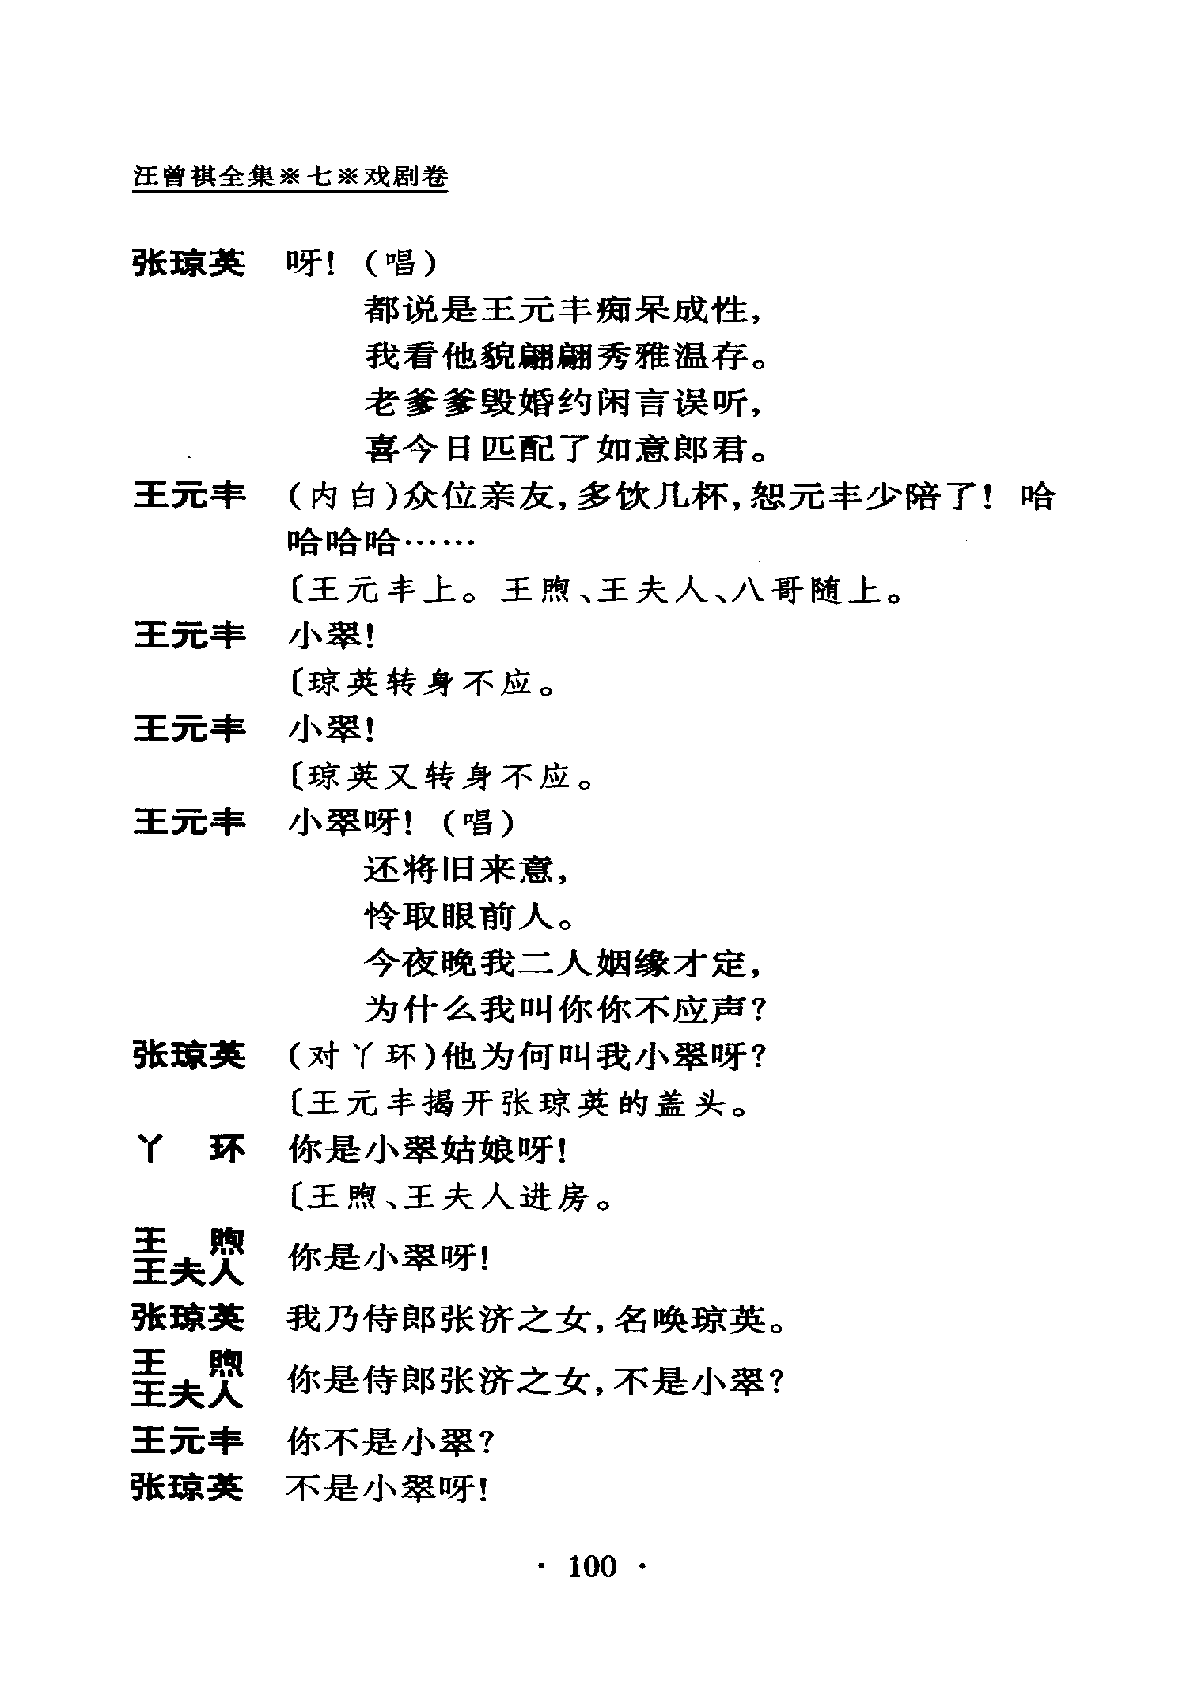 汪曾祺全集※七※戏剧卷
张琼英 呀！（唱）
都说是王元丰痴呆成性，
我看他貌翩翩秀雅温存。
老爹爹毁婚约闲言误听，
喜今日匹配了如意郎君。
王元丰 （内白）众位亲友，多饮几杯，恕元丰少陪了！哈
哈哈哈……
〔王元丰上。王煦、王夫人、八哥随上。
王元丰 小翠！
〔琼英转身不应。
王元丰 小翠！
〔琼英又转身不应。
王元丰 小翠呀！（唱）
还将旧来意，
怜取眼前人。
今夜晚我二人姻缘才定，
为什么我叫你你不应声？
张琼英 （对丫环）他为何叫我小翠呀？
〔王元丰揭开张琼英的盖头。
丫 环 你是小翠姑娘呀！
〔王煦、王夫人进房。
王 煦
王夫人 你是小翠呀！
张琼英 我乃侍郎张济之女，名唤琼英。
王 煦
王夫人 你是侍郎张济之女，不是小翠？
王元丰 你不是小翠？
张琼英 不是小翠呀！
· 100 ·